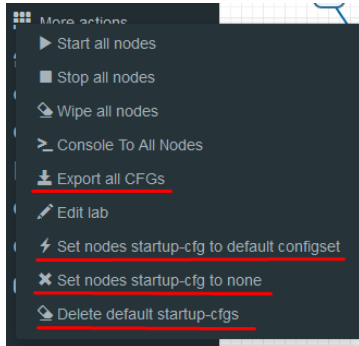 More actions
Start all nodes
Stop all nodes
Wipe all nodes
Console To All Nodes
Export all CFGs
Edit lab
Set nodes startup-cfg to default configset
Set nodes startup-cfg to none
Delete default startup-cfgs